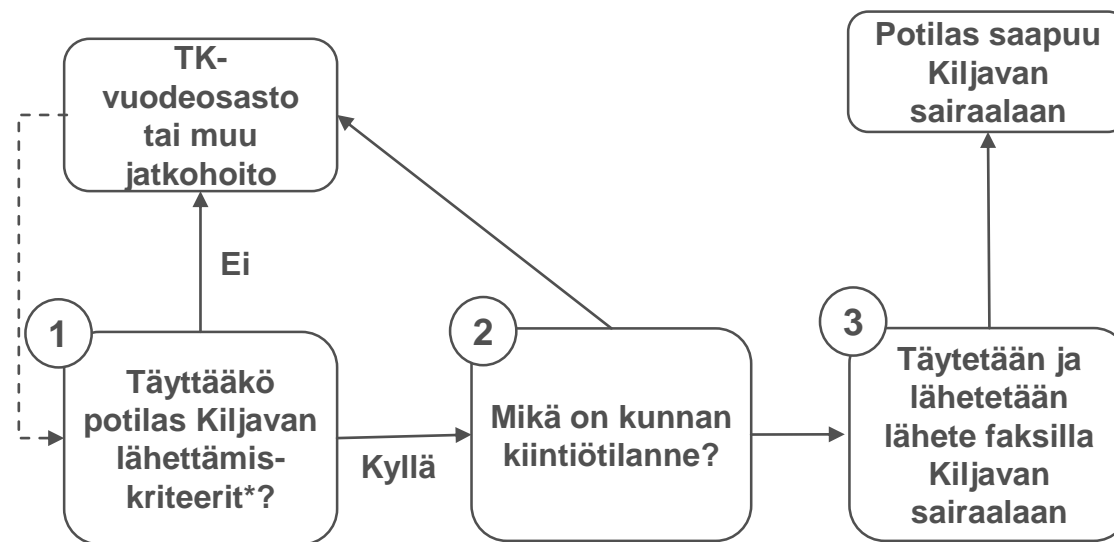 TK-
vuodeosasto
tai muu
jatkohoito
Potilas saapuu
Kiljavan
sairaalaan
Ei
1
Täyttääkö
potilas Kiljavan
lähettämis-
kriteerit*?
Kyllä
2
Mikä on kunnan
kiintiötilanne?
3
Täytetään ja
lähetetään
lähete faksilla
Kiljavan
sairaalaan